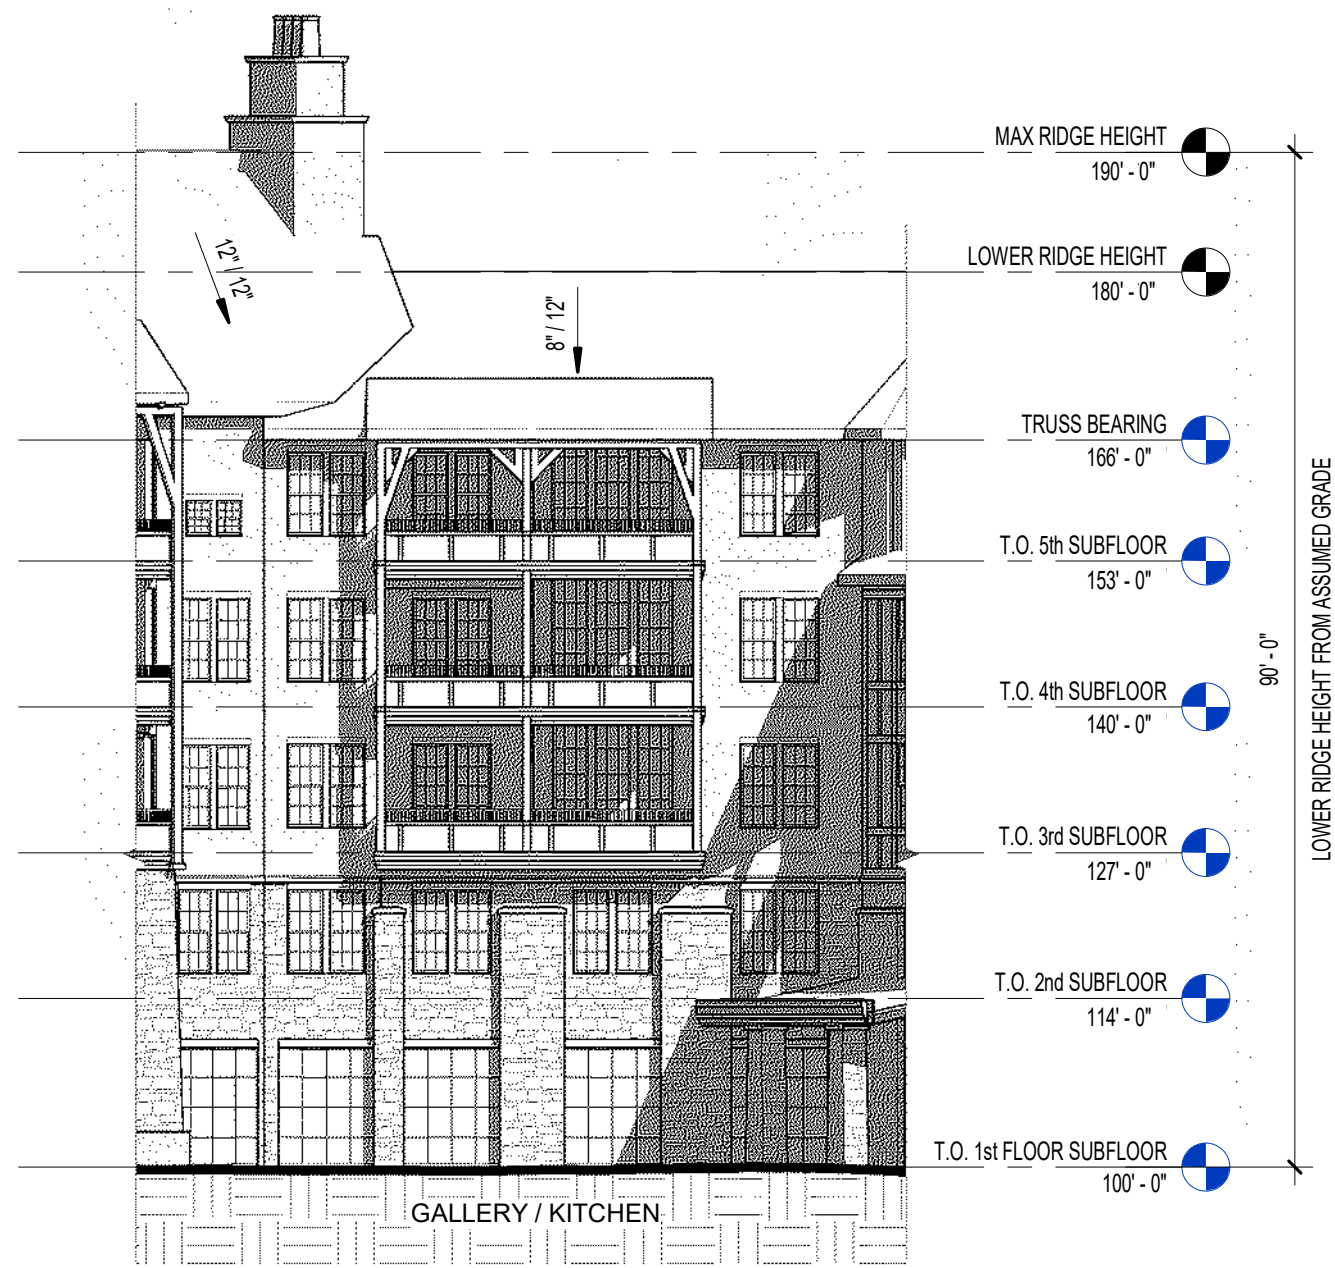 MAX RIDGE HEIGHT
190' - 0"
12" / 12"
LOWER RIDGE HEIGHT
180' - 0"
8" / 12"
TRUSS BEARING
166' - 0"
T.O. 5th SUBFLOOR
153' - 0"
T.O. 4th SUBFLOOR
140' - 0"
T.O. 3rd SUBFLOOR
127' - 0"
T.O. 2nd SUBFLOOR
114' - 0"
T.O. 1st FLOOR SUBFLOOR
100' - 0"
90' - 0"
LOWER RIDGE HEIGHT FROM ASSUMED GRADE
GALLERY / KITCHEN